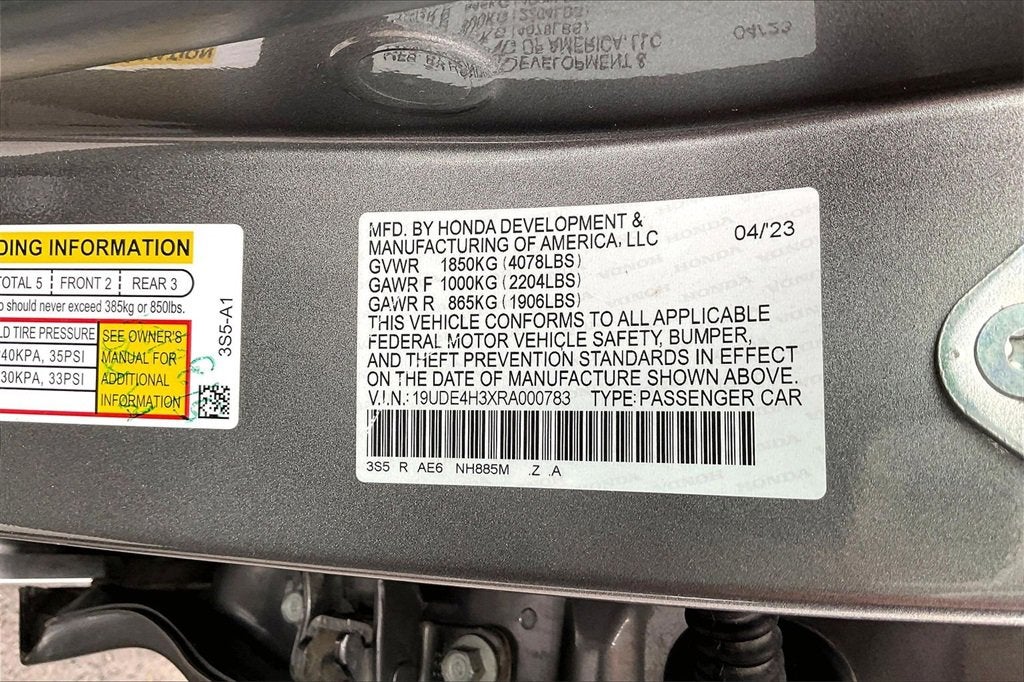 DING INFORMATION
OTAL 5 FRONT 2 REAR 3
o should never exceed 385kg or 850lbs.
LD TIRE PRESSURE
40KPA, 35PSI
30KPA, 33PSI
SEE OWNER'S
MANUAL FOR
ADDITIONAL
INFORMATION
3S5-A1
MFD. BY HONDA DEVELOPMENT &
MANUFACTURING OF AMERICA, LLC 04/'23
GVWR 1850KG (4078LBS)
GAWR F 1000KG (2204LBS)
GAWR R 865KG (1906LBS)
THIS VEHICLE CONFORMS TO ALL APPLICABLE
FEDERAL MOTOR VEHICLE SAFETY, BUMPER,
AND THEFT PREVENTION STANDARDS IN EFFECT
ON THE DATE OF MANUFACTURE SHOWN ABOVE.
V.I.N.: 19UDE4H3XRA000783 TYPE: PASSENGER CAR
3S5 R AE6 NH885M .Z .A